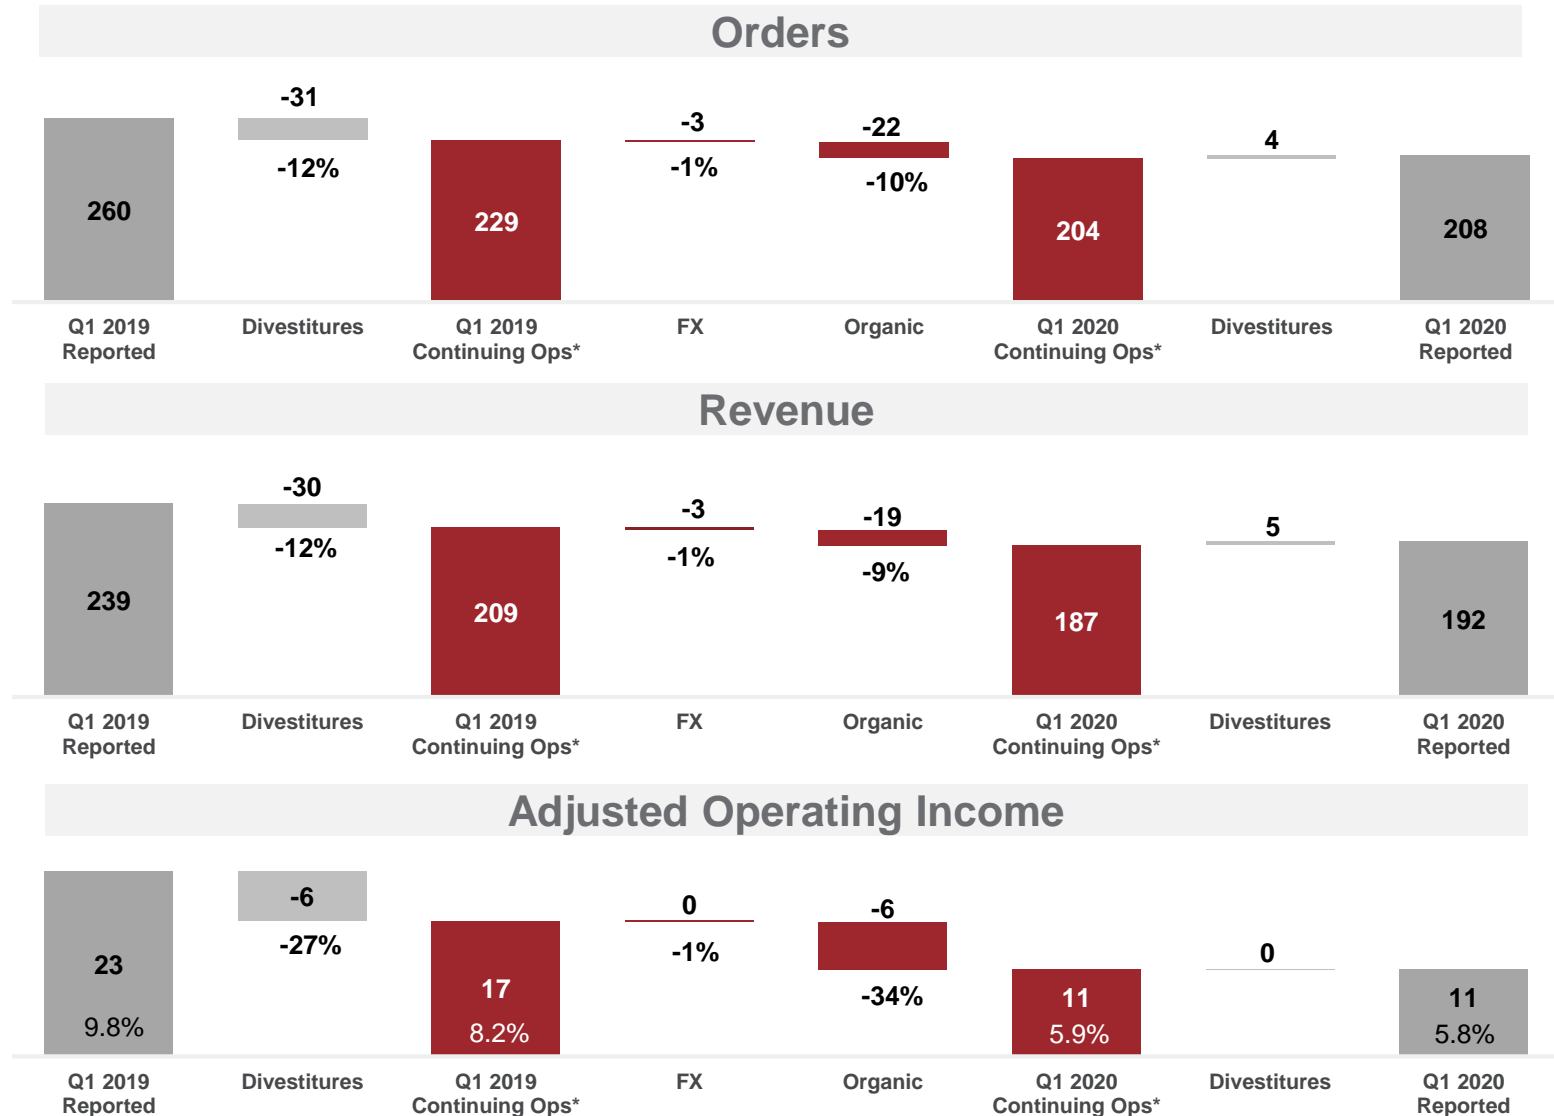 Orders
-31
-3
-22
4
-12%
-1%
-10%
260
229
204
208
Q1 2019
Reported
Divestitures
Q1 2019
Continuing Ops*
FX
Organic
Q1 2020
Continuing Ops*
Divestitures
Q1 2020
Reported
Revenue
-30
-3
-19
5
-12%
-1%
-9%
239
209
187
192
Q1 2019
Reported
Divestitures
Q1 2019
Continuing Ops*
FX
Organic
Q1 2020
Continuing Ops*
Divestitures
Q1 2020
Reported
Adjusted Operating Income
-6
0
-6
0
-27%
-1%
-34%
23
17
11
11
9.8%
8.2%
5.9%
5.8%
Q1 2019
Reported
Divestitures
Q1 2019
Continuing Ops*
FX
Organic
Q1 2020
Continuing Ops*
Divestitures
Q1 2020
Reported